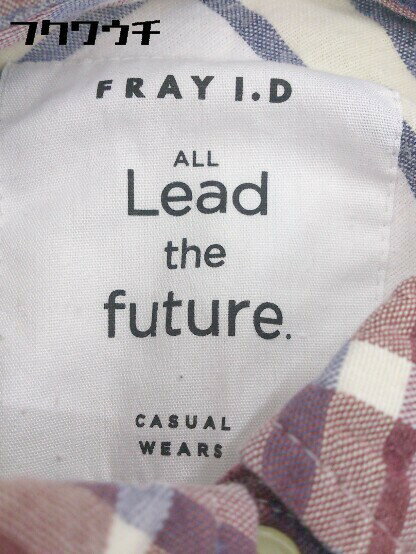 フクワウチ
FRAY I.D
ALL
Lead
the
future.
CASUAL
WEARS